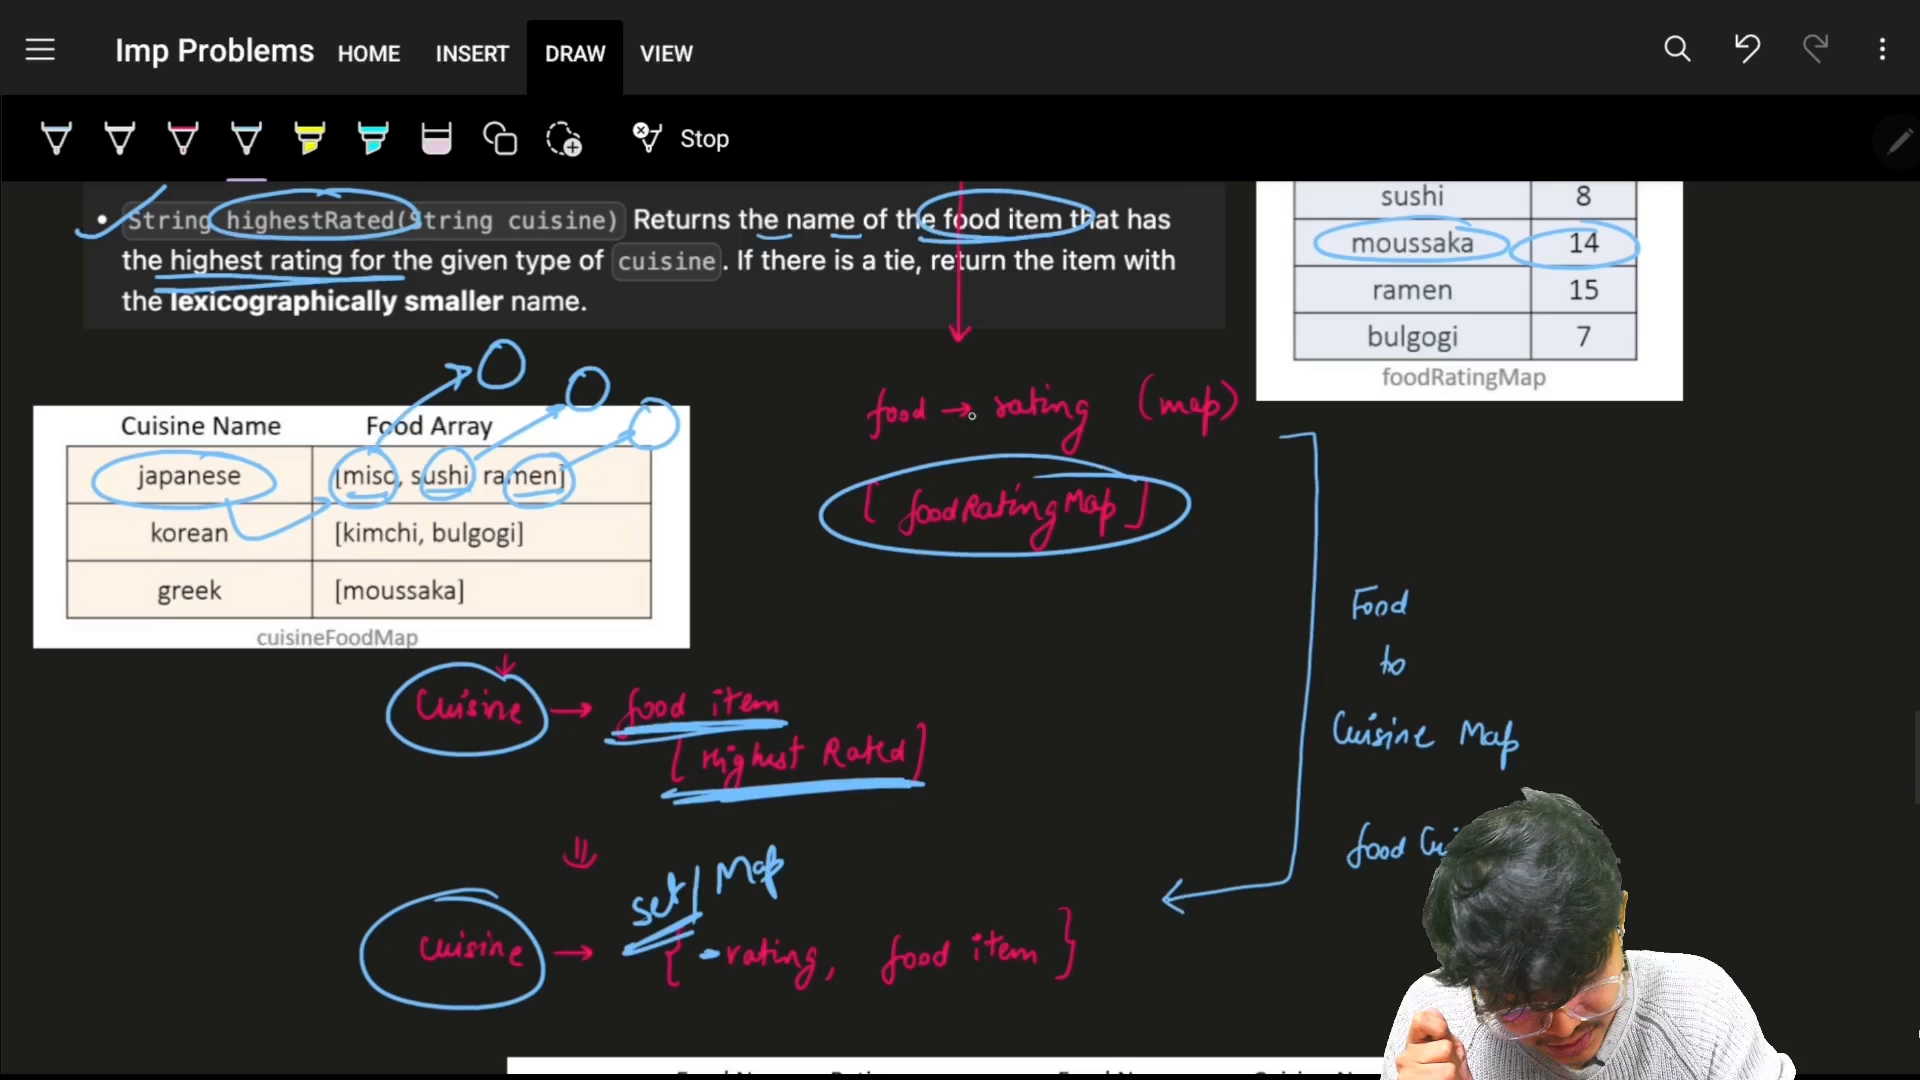 Imp Problems HOME INSERT DRAW VIEW
Stop
• String highestRated(String cuisine) Returns the name of the food item that has
the highest rating for the given type of cuisine. If there is a tie, return the item with
the lexicographically smaller name.
sushi 8
moussaka 14
ramen 15
bulgogi 7
foodRatingMap
Cuisine Name Food Array
japanese [miso, sushi ramen]
korean [kimchi, bulgogi]
greek [moussaka]
cuisineFoodMap
food → rating (map)
[ foodRatingMap ]
Cuisine → food item
[ Highest Rated ]
set / Map
Cuisine → { -rating, food item }
Food
to
Cuisine Map
food